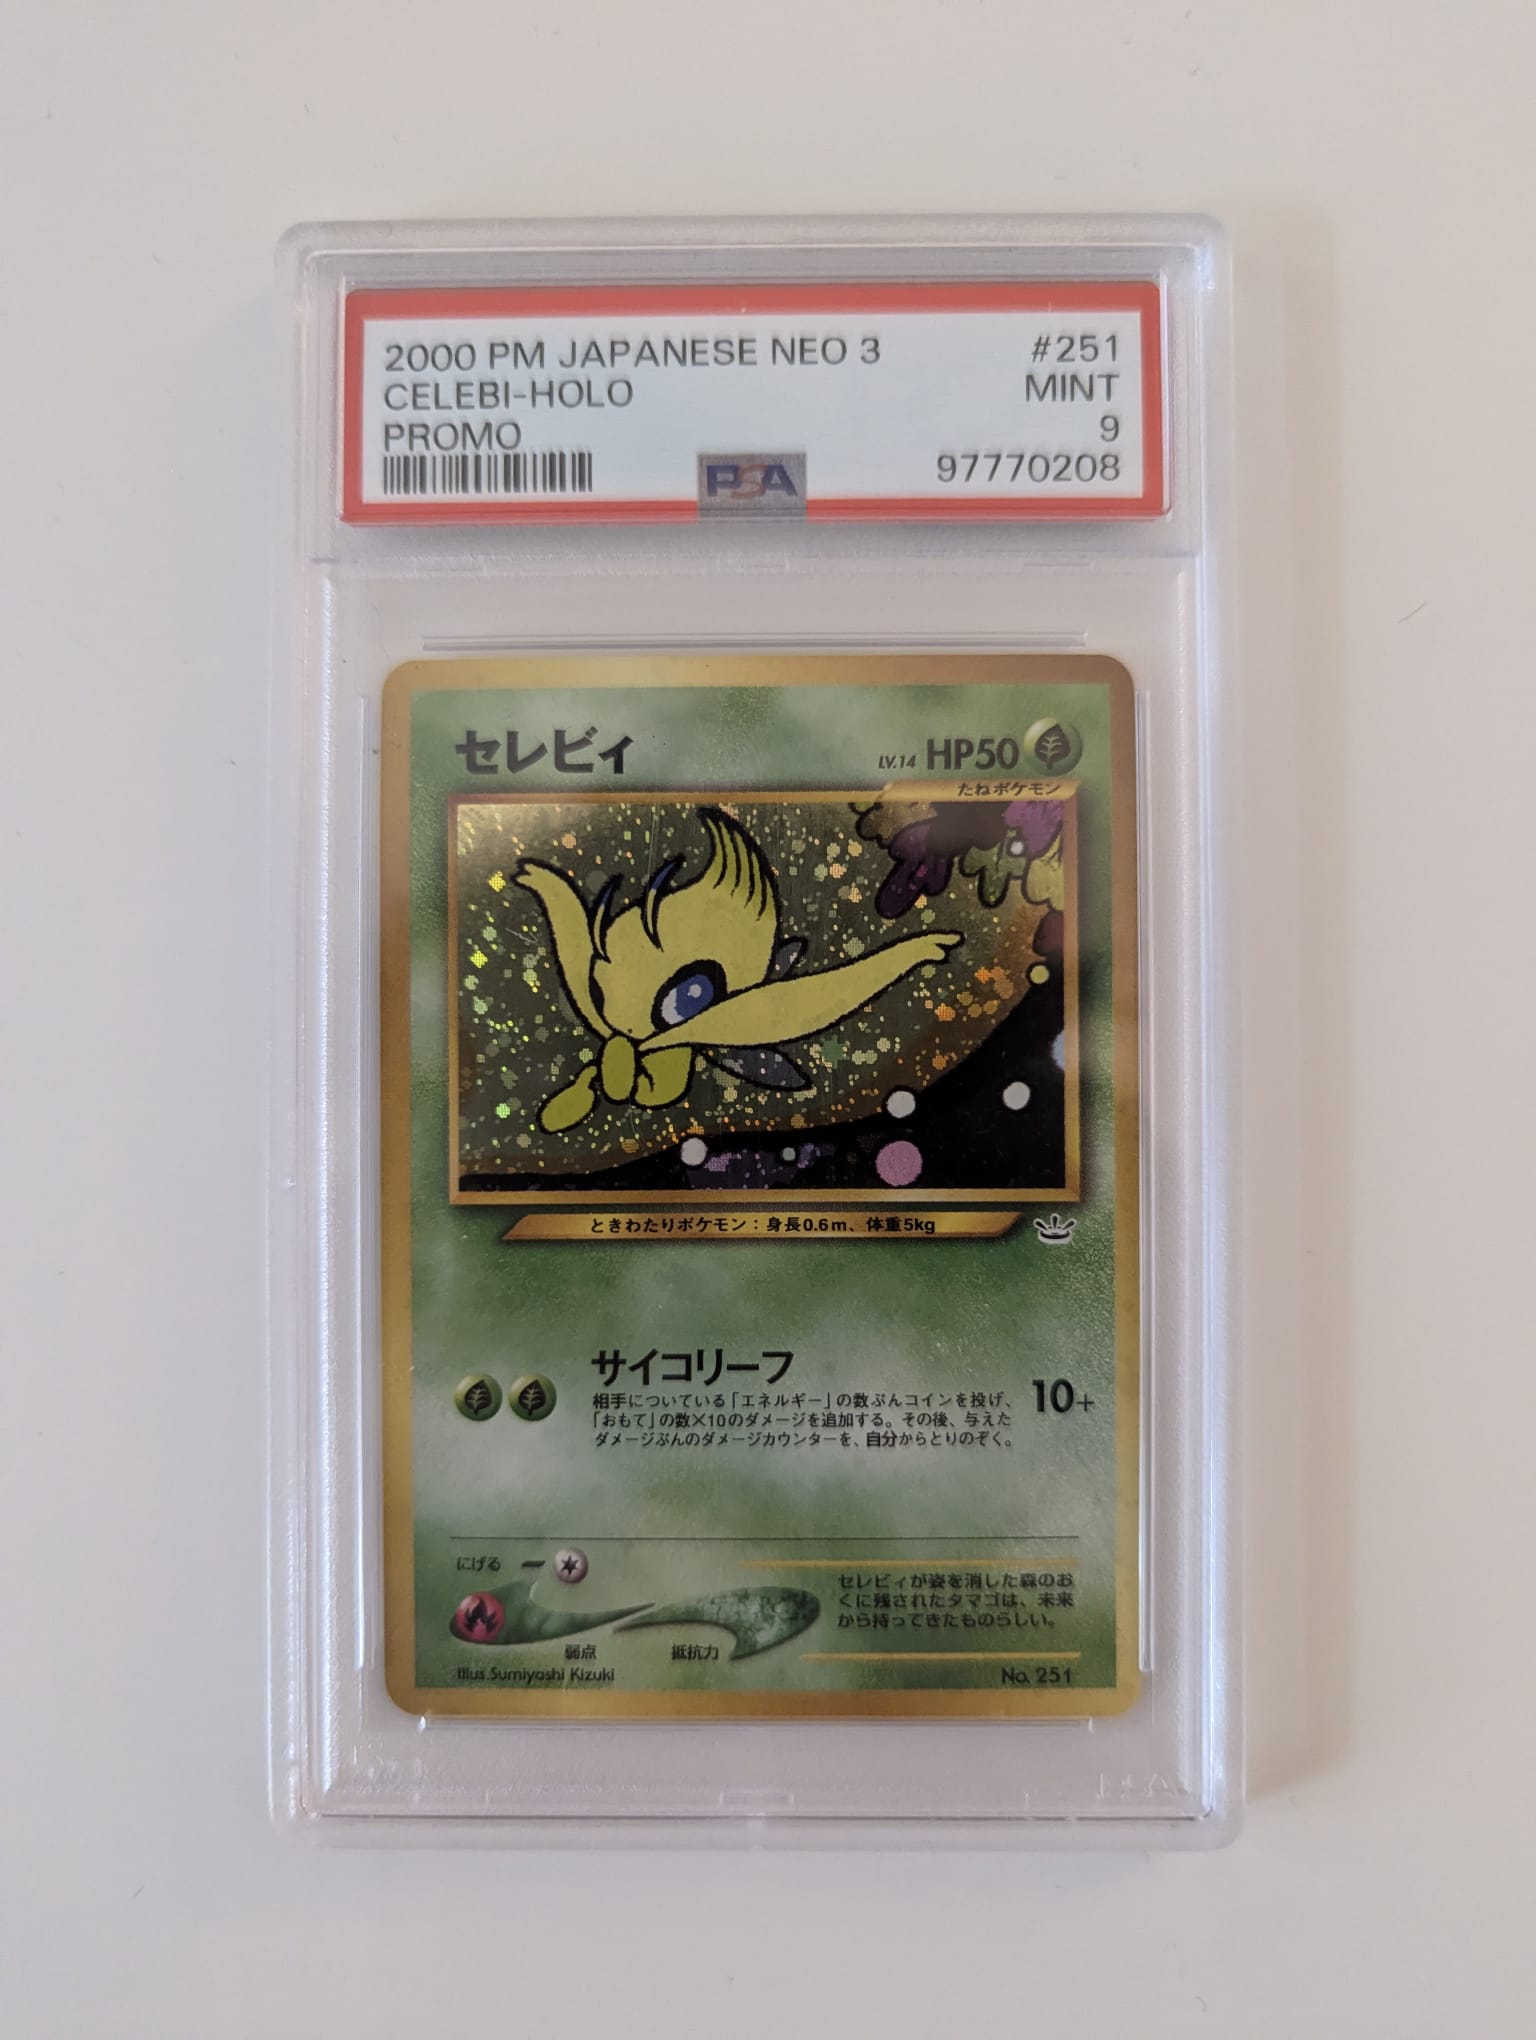 2000 PM JAPANESE NEO 3 #251
CELEBI-HOLO MINT
PROMO 9
PSA 97770208
セレビィ LV.14 HP50
たねポケモン
ときわたりポケモン：身長0.6m、体重5kg
サイコリーフ
相手についている「エネルギー」の数ぶんコインを投げ、
「おもて」の数×10のダメージを追加する。その後、与えた
ダメージぶんのダメージカウンターを、自分からとりのぞく。
10+
にげる
弱点 抵抗力
セレビィが姿を消した森のお
くに残されたタマゴは、未来
から持ってきたものらしい。
Illus.Sumiyoshi Kizuki No. 251
PSA